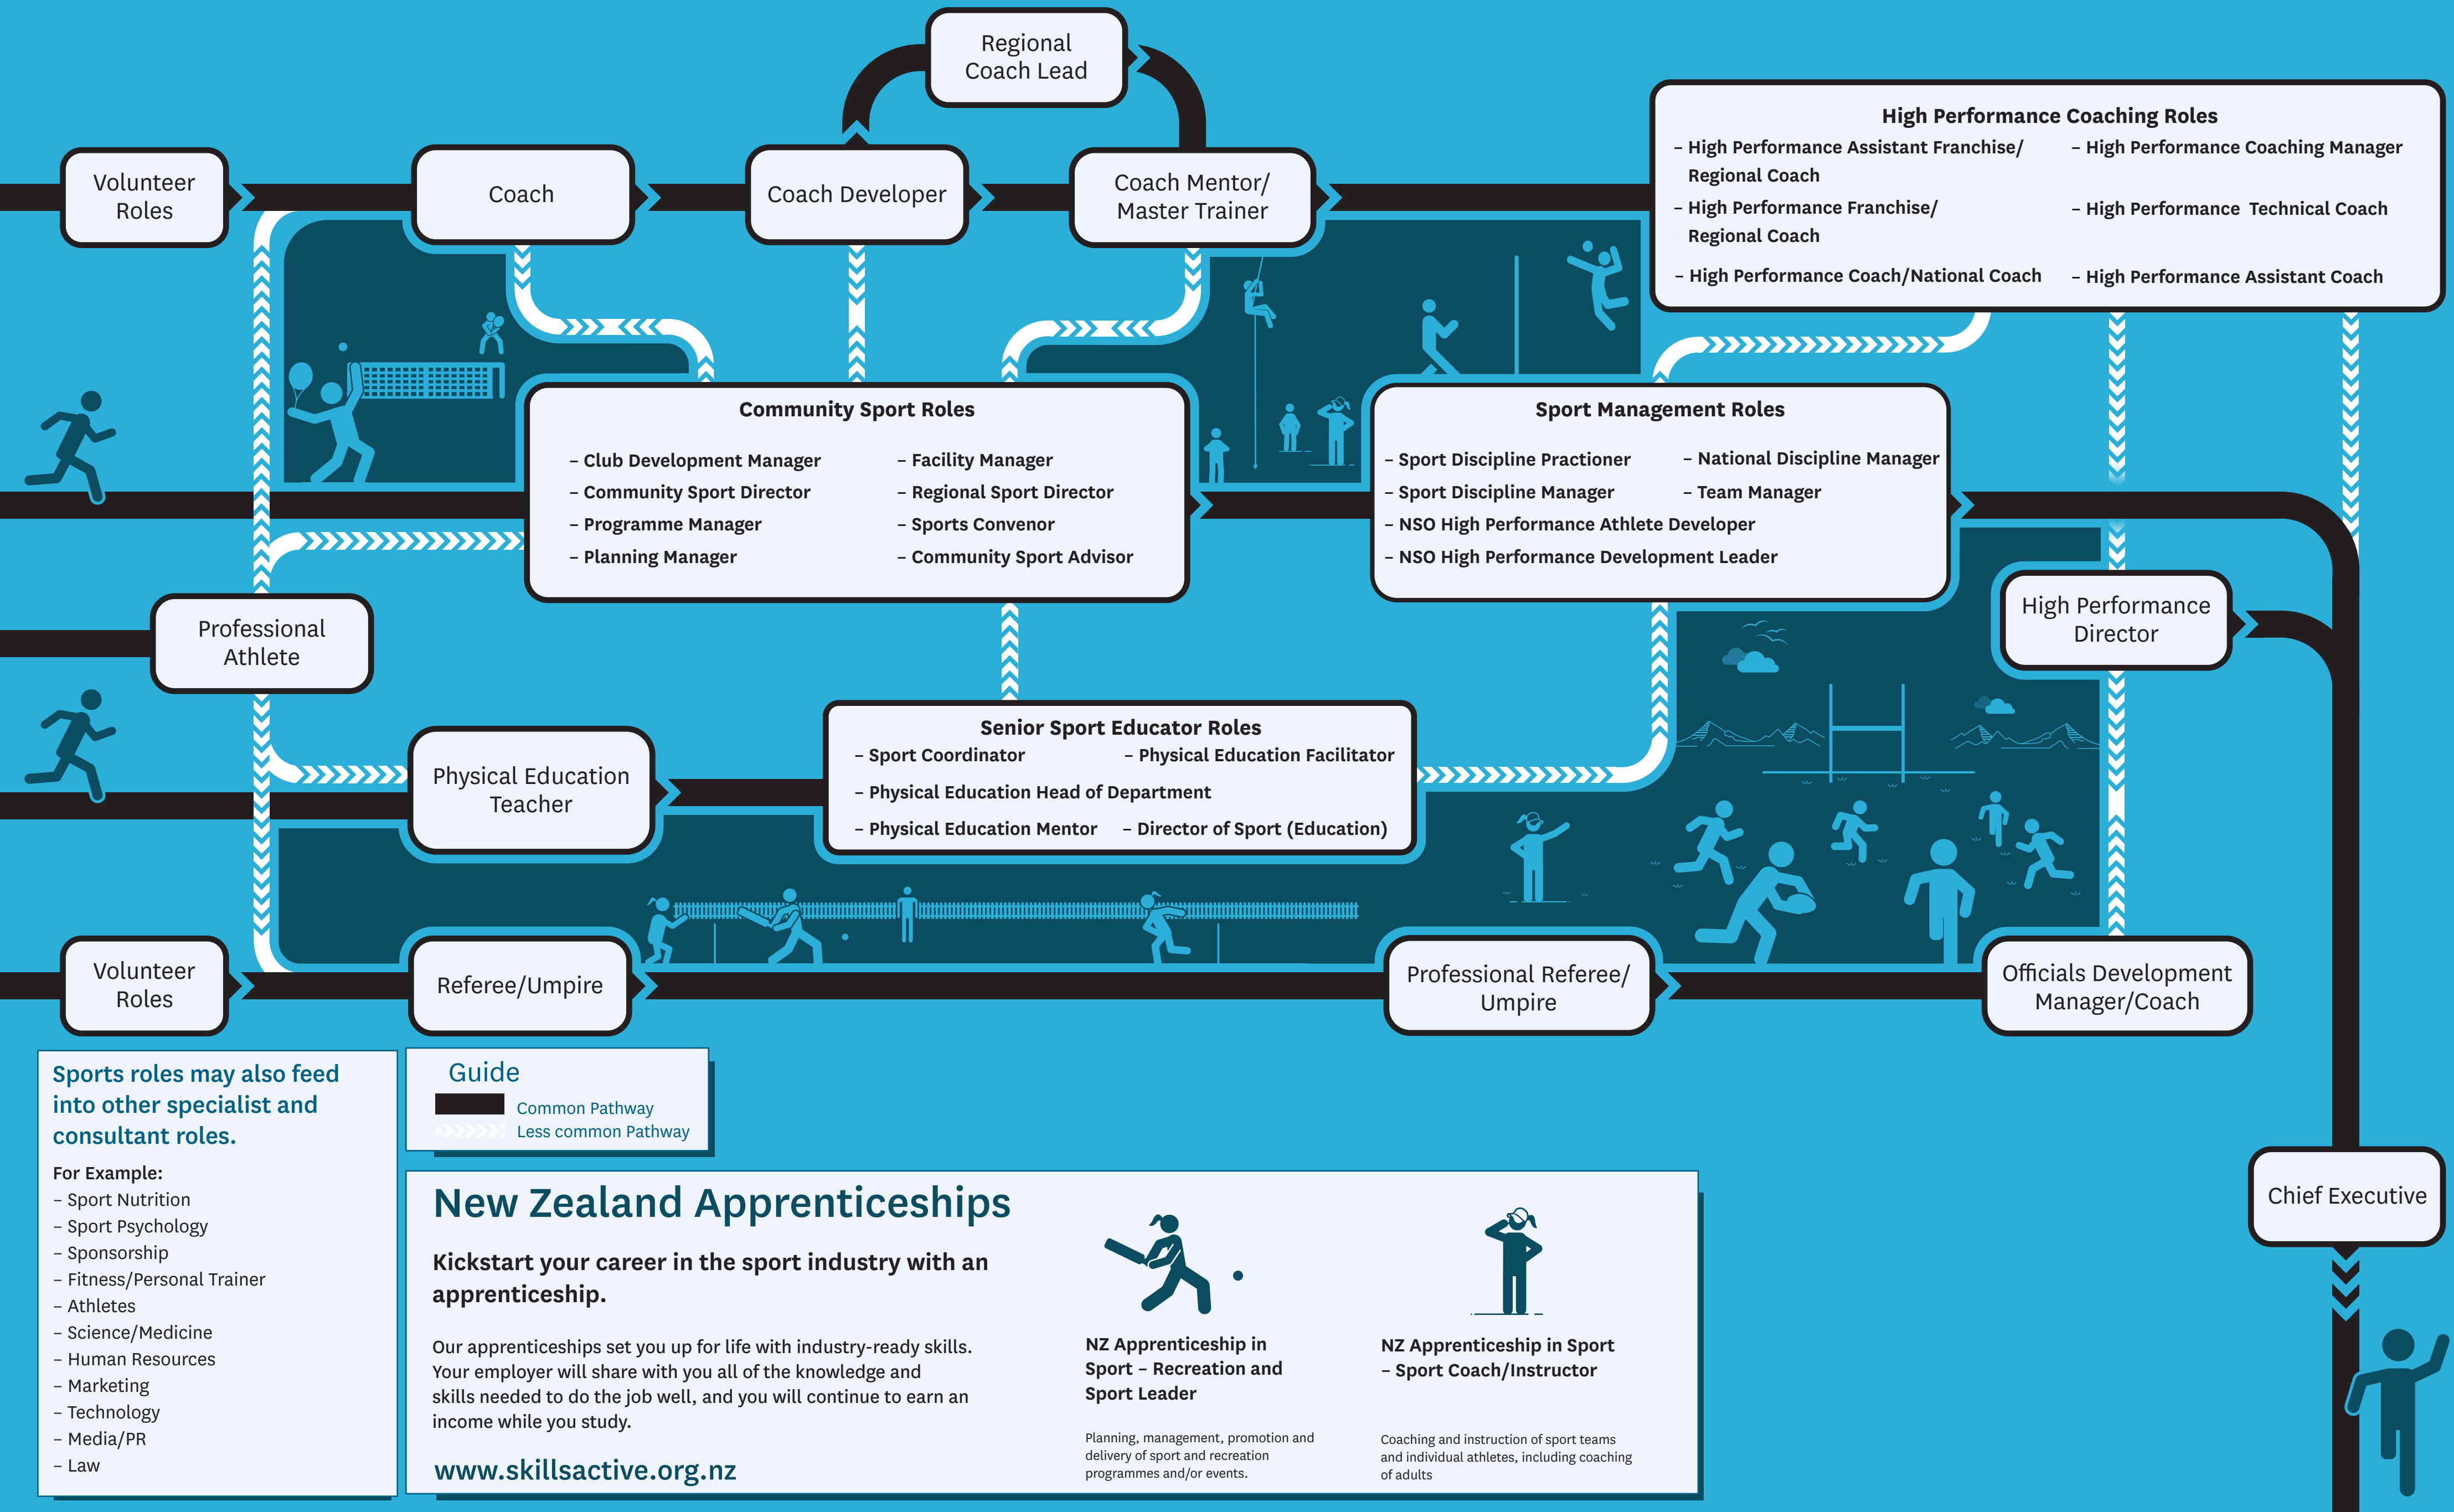 Regional
Coach Lead
Volunteer
Roles
Coach
Coach Developer
Coach Mentor/
Master Trainer
High Performance Coaching Roles
– High Performance Assistant Franchise/
Regional Coach
– High Performance Franchise/
Regional Coach
– High Performance Coach/National Coach
– High Performance Coaching Manager
– High Performance Technical Coach
– High Performance Assistant Coach
Community Sport Roles
– Club Development Manager
– Community Sport Director
– Programme Manager
– Planning Manager
– Facility Manager
– Regional Sport Director
– Sports Convenor
– Community Sport Advisor
Sport Management Roles
– Sport Discipline Practioner
– National Discipline Manager
– Sport Discipline Manager
– Team Manager
– NSO High Performance Athlete Developer
– NSO High Performance Development Leader
Professional
Athlete
High Performance
Director
Physical Education
Teacher
Senior Sport Educator Roles
– Sport Coordinator
– Physical Education Facilitator
– Physical Education Head of Department
– Physical Education Mentor
– Director of Sport (Education)
Volunteer
Roles
Referee/Umpire
Professional Referee/
Umpire
Officials Development
Manager/Coach
Chief Executive
Sports roles may also feed
into other specialist and
consultant roles.
For Example:
– Sport Nutrition
– Sport Psychology
– Sponsorship
– Fitness/Personal Trainer
– Athletes
– Science/Medicine
– Human Resources
– Marketing
– Technology
– Media/PR
– Law
Guide
Common Pathway
Less common Pathway
New Zealand Apprenticeships
Kickstart your career in the sport industry with an
apprenticeship.
Our apprenticeships set you up for life with industry-ready skills.
Your employer will share with you all of the knowledge and
skills needed to do the job well, and you will continue to earn an
income while you study.
www.skillsactive.org.nz
NZ Apprenticeship in
Sport – Recreation and
Sport Leader
Planning, management, promotion and
delivery of sport and recreation
programmes and/or events.
NZ Apprenticeship in Sport
– Sport Coach/Instructor
Coaching and instruction of sport teams
and individual athletes, including coaching
of adults